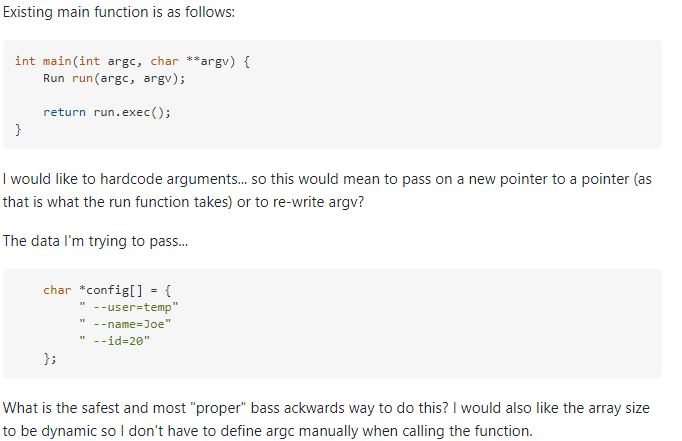 Existing main function is as follows:
int main(int argc, char **argv) {
    Run run(argc, argv);
    return run.exec();
}
I would like to hardcode arguments... so this would mean to pass on a new pointer to a pointer (as
that is what the run function takes) or to re-write argv?
The data I'm trying to pass...
    char *config[] = {
         " --user=temp"
         " --name=Joe"
         " --id=20"
    };
What is the safest and most "proper" bass ackwards way to do this? I would also like the array size
to be dynamic so I don't have to define argc manually when calling the function.